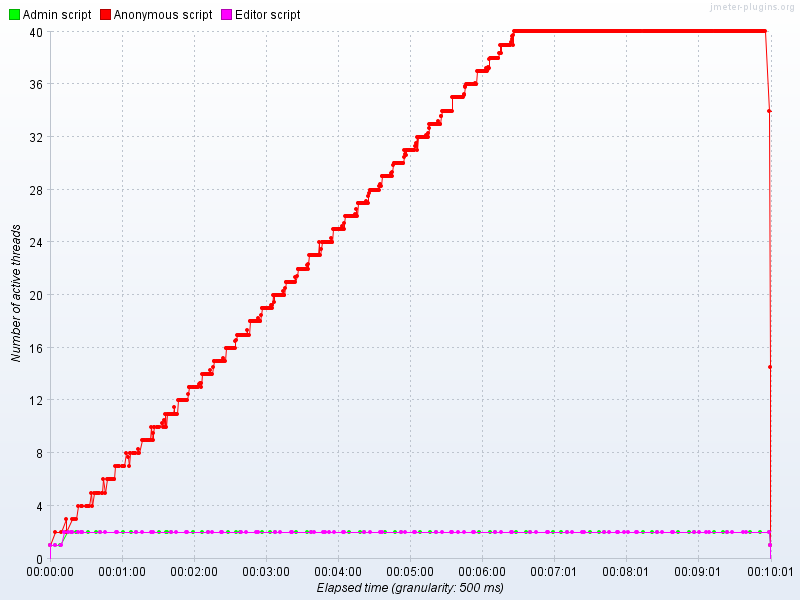 jmeter-plugins.org
Admin script Anonymous script Editor script
40
36
32
28
24
20
16
12
8
4
0
Number of active threads
00:00:00 00:01:00 00:02:00 00:03:00 00:04:00 00:05:00 00:06:00 00:07:01 00:08:01 00:09:01 00:10:01
Elapsed time (granularity: 500 ms)